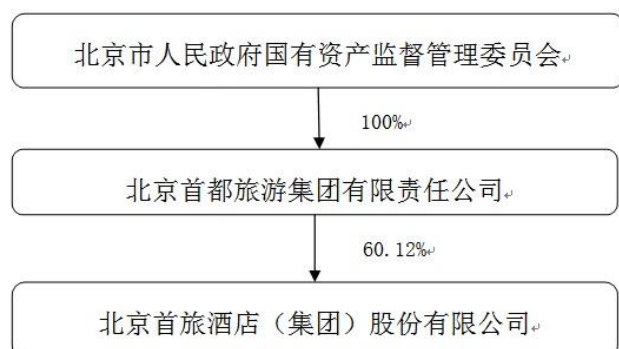 北京市人民政府国有资产监督管理委员会
100%
北京首都旅游集团有限责任公司
60.12%
北京首旅酒店（集团）股份有限公司